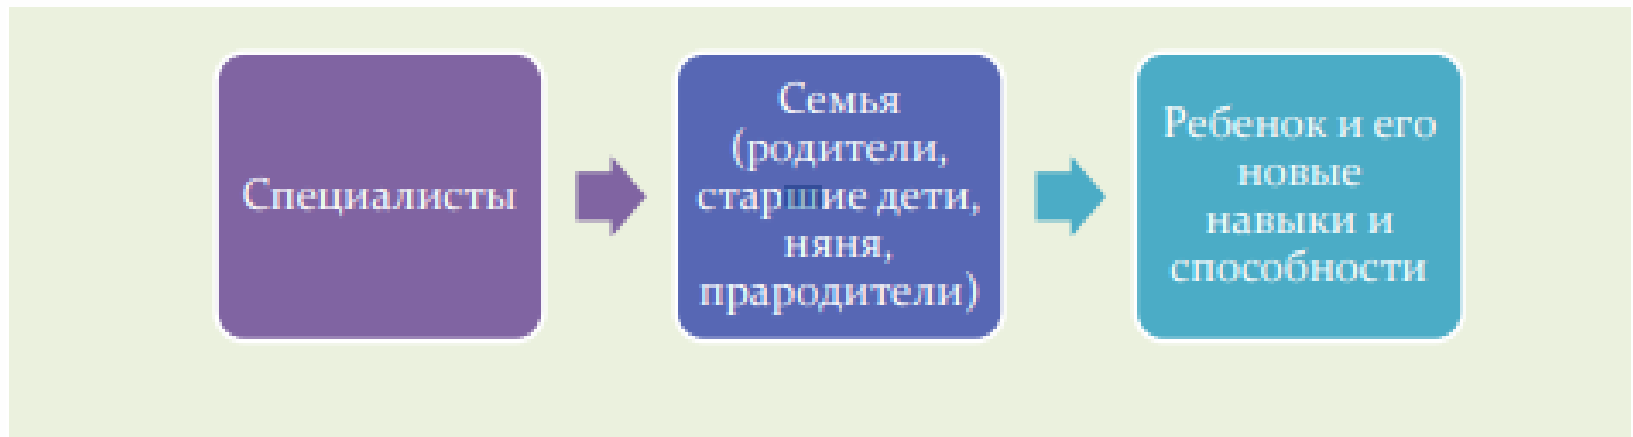 Специалисты
Семья
(родители,
старшие дети,
няня,
прародители)
Ребенок и его
новые
навыки и
способности